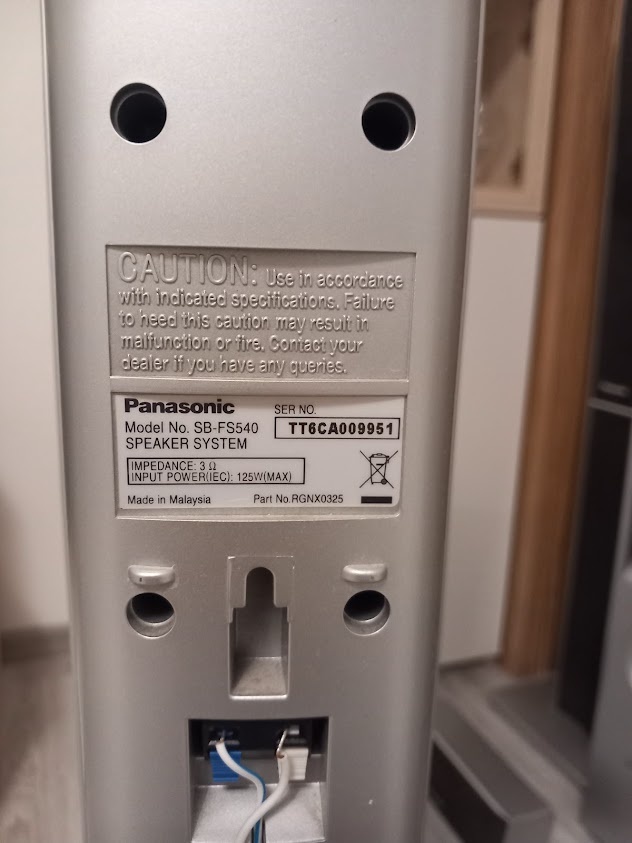 CAUTION: Use in accordance
with indicated specifications. Failure
to heed this caution may result in
malfunction or fire. Contact your
dealer if you have any queries.
Panasonic
Model No. SB-FS540
SPEAKER SYSTEM
SER NO.
TT6CA009951
IMPEDANCE: 3 Ω
INPUT POWER(IEC): 125W(MAX)
Made in Malaysia
Part No.RGNX0325